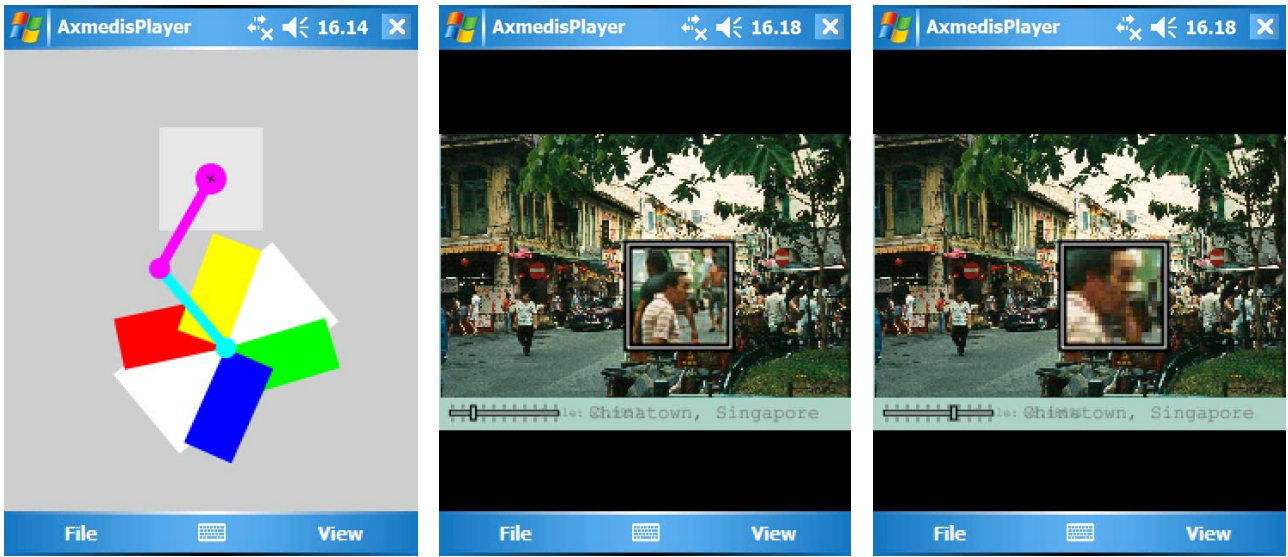 AxmedisPlayer 16.14
File View
AxmedisPlayer 16.18
Chinatown, Singapore
File View
AxmedisPlayer 16.18
Chinatown, Singapore
File View